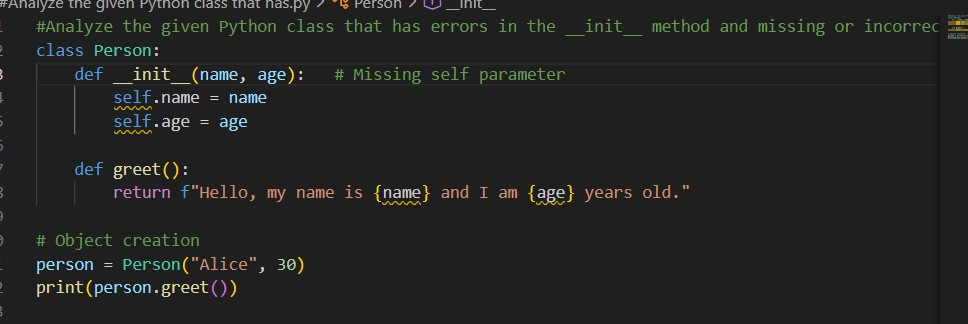 #Analyze the given Python class that has.py > Person > __init__
#Analyze the given Python class that has errors in the __init__ method and missing or incorrec
class Person:
def __init__(name, age):   # Missing self parameter
self.name = name
self.age = age
def greet():
return f"Hello, my name is {name} and I am {age} years old."
# Object creation
person = Person("Alice", 30)
print(person.greet())